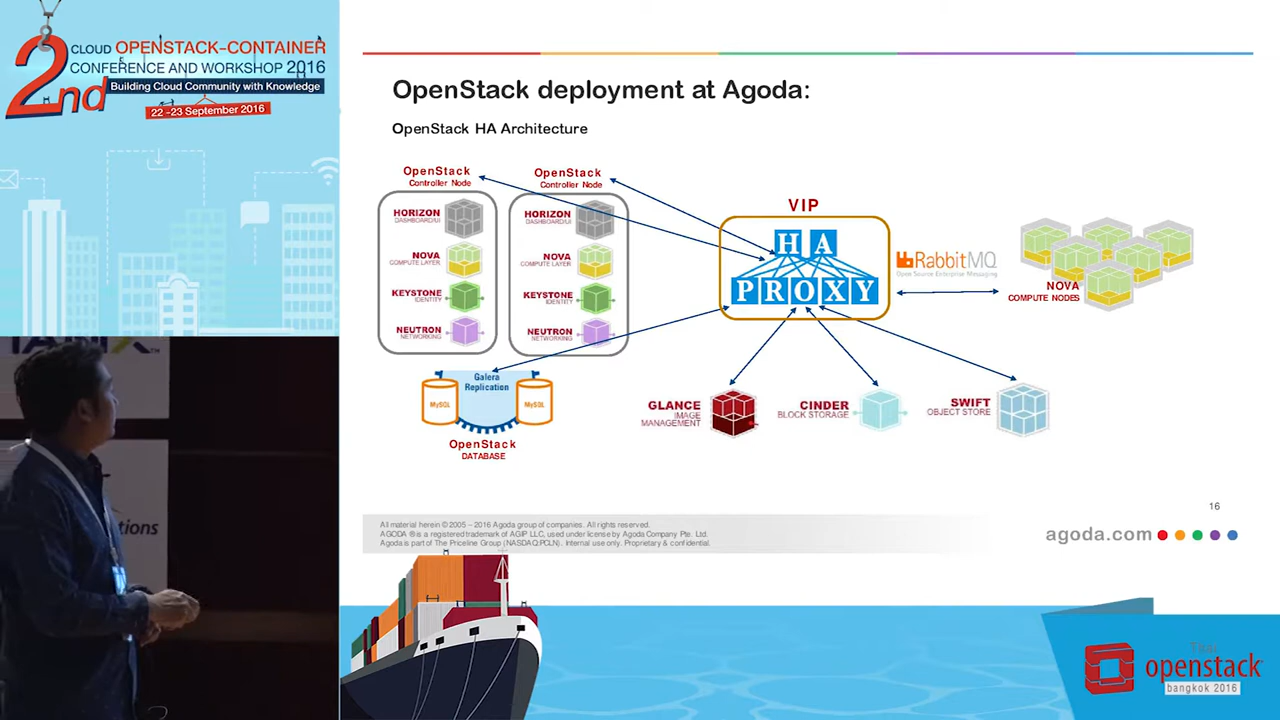 2nd
CLOUD OPENSTACK-CONTAINER
CONFERENCE AND WORKSHOP 2016
Building Cloud Community with Knowledge
22 -23 September 2016
OpenStack deployment at Agoda:
OpenStack HA Architecture
OpenStack
Controller Node
HORIZON
DASHBOARD/UI
NOVA
COMPUTE LAYER
KEYSTONE
IDENTITY
NEUTRON
NETWORKING
OpenStack
Controller Node
HORIZON
DASHBOARD/UI
NOVA
COMPUTE LAYER
KEYSTONE
IDENTITY
NEUTRON
NETWORKING
VIP
HA
PROXY
RabbitMQ
Open Source Enterprise Messaging
NOVA
COMPUTE NODES
Galera
Replication
MySQL
MySQL
OpenStack
DATABASE
GLANCE
IMAGE
MANAGEMENT
CINDER
BLOCK STORAGE
SWIFT
OBJECT STORE
16
All material herein © 2005 – 2016 Agoda group of companies. All rights reserved.
AGODA ® is a registered trademark of AGIP LLC, used under license by Agoda Company Pte. Ltd.
Agoda is part of The Priceline Group (NASDAQ:PCLN). Internal use only. Proprietary & confidential.
agoda.com
Thai
openstack
bangkok 2016